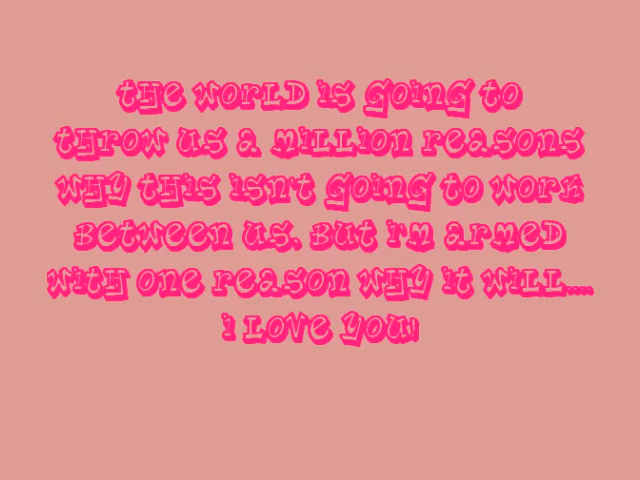 the world is going to
throw us a million reasons
why this isn't going to work
between us. But i'm armed
with one reason why it will....
i love you!